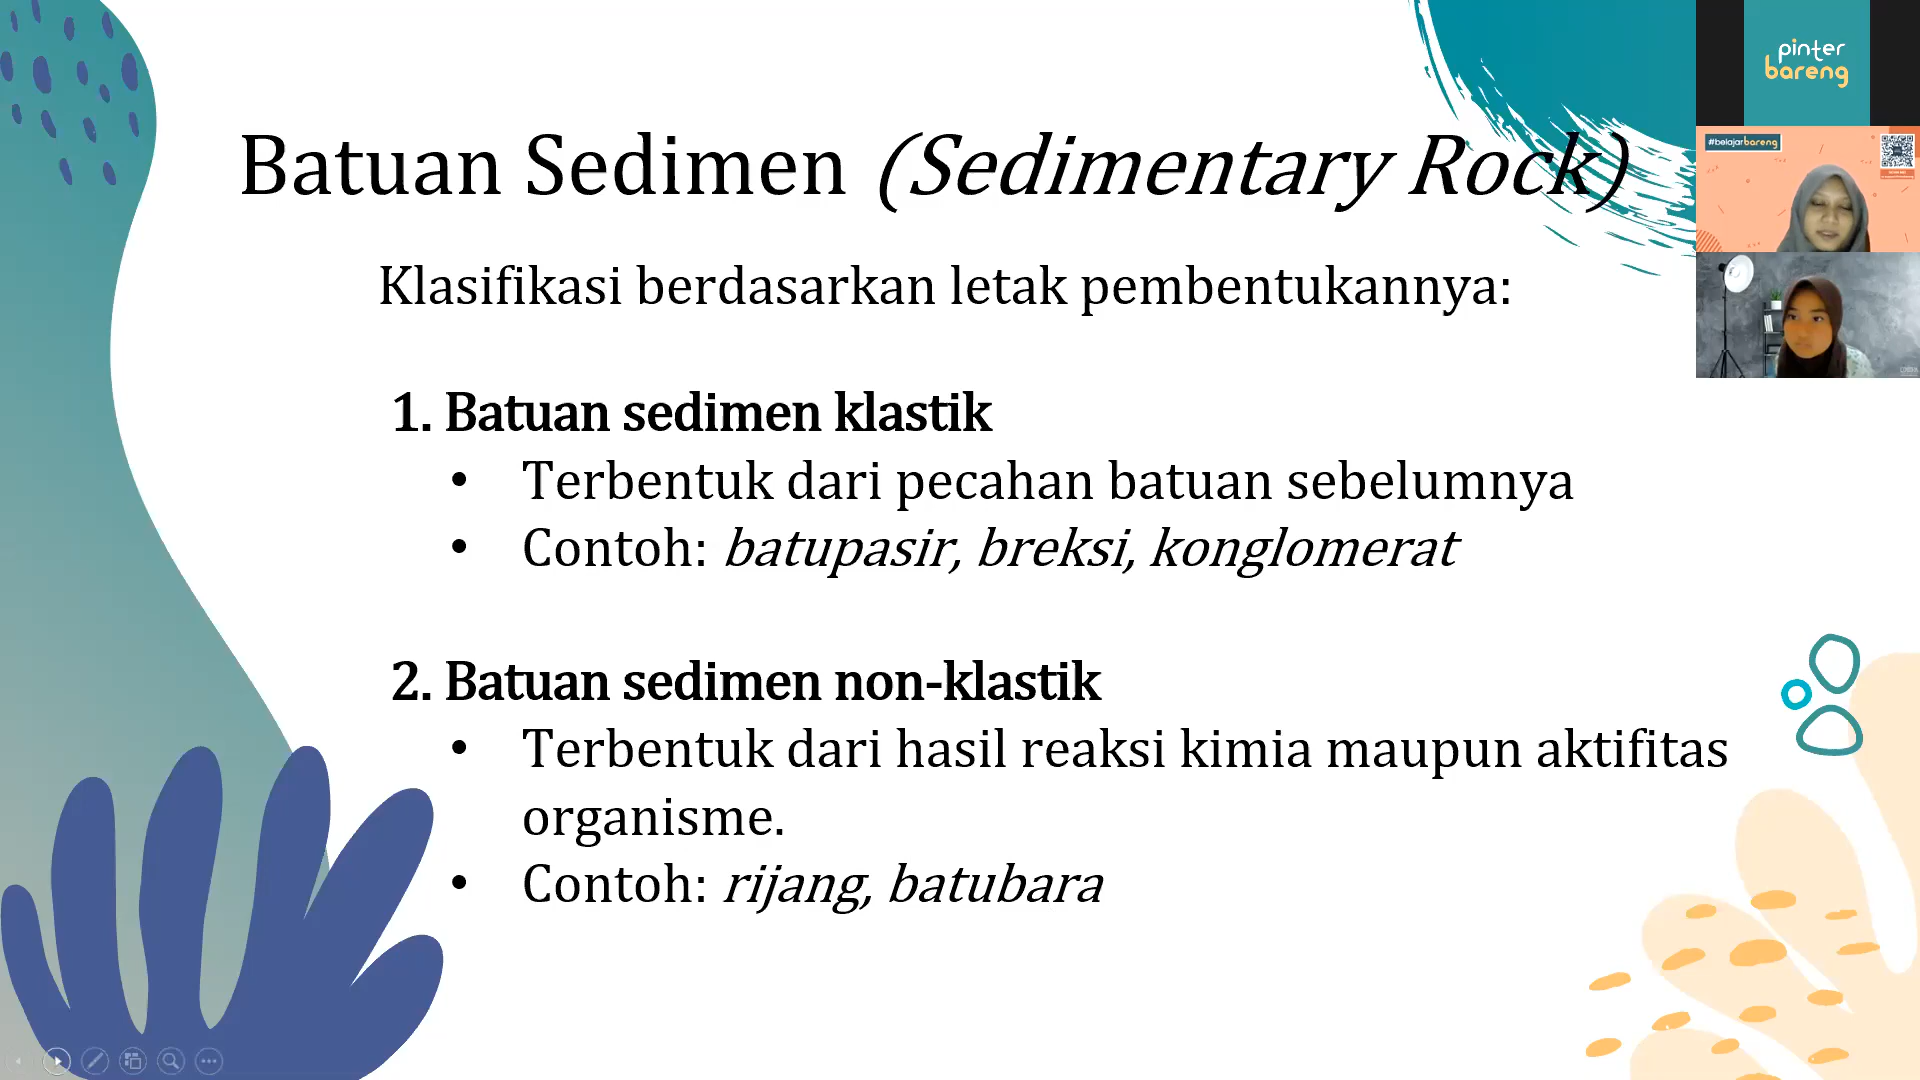 Batuan Sedimen (Sedimentary Rock)
Klasifikasi berdasarkan letak pembentukannya:
1. Batuan sedimen klastik
• Terbentuk dari pecahan batuan sebelumnya
• Contoh: batupasir, breksi, konglomerat
2. Batuan sedimen non-klastik
• Terbentuk dari hasil reaksi kimia maupun aktifitas
organisme.
• Contoh: rijang, batubara
pinter
bareng
#belajarbareng